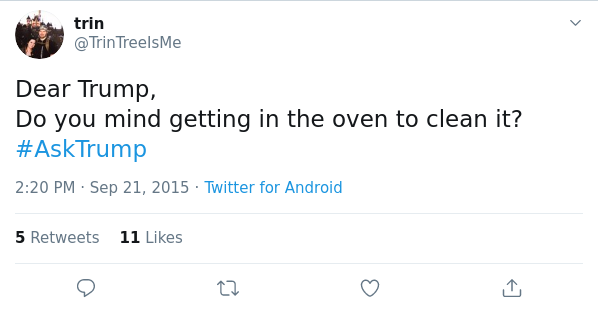 trin
@TrinTreeIsMe
Dear Trump,
Do you mind getting in the oven to clean it?
#AskTrump
2:20 PM · Sep 21, 2015 · Twitter for Android
5 Retweets 11 Likes